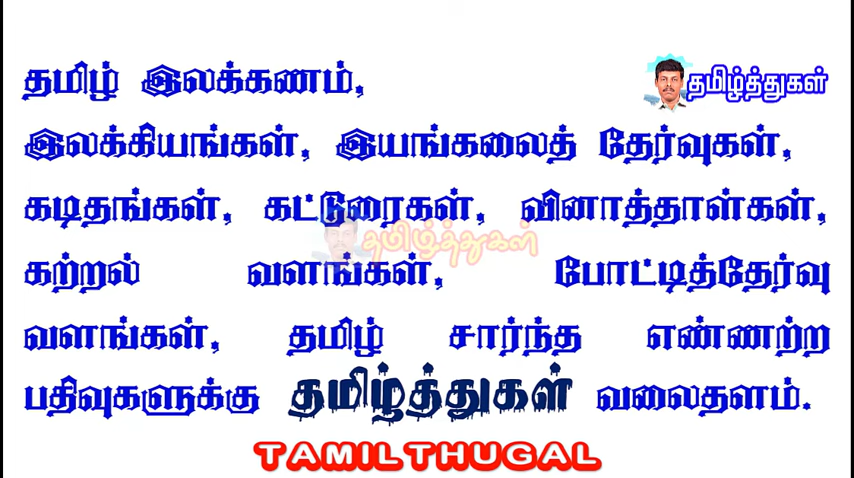 தமிழ் இலக்கணம்,
தமிழ்த்துகள்
இலக்கியங்கள், இயங்கலைத் தேர்வுகள்,
கடிதங்கள், கட்டுரைகள், வினாத்தாள்கள்,
தமிழ்த்துகள்
கற்றல் வளங்கள், போட்டித்தேர்வு
வளங்கள், தமிழ் சார்ந்த எண்ணற்ற
பதிவுகளுக்கு தமிழ்த்துகள் வலைதளம்.
TAMILTHUGAL